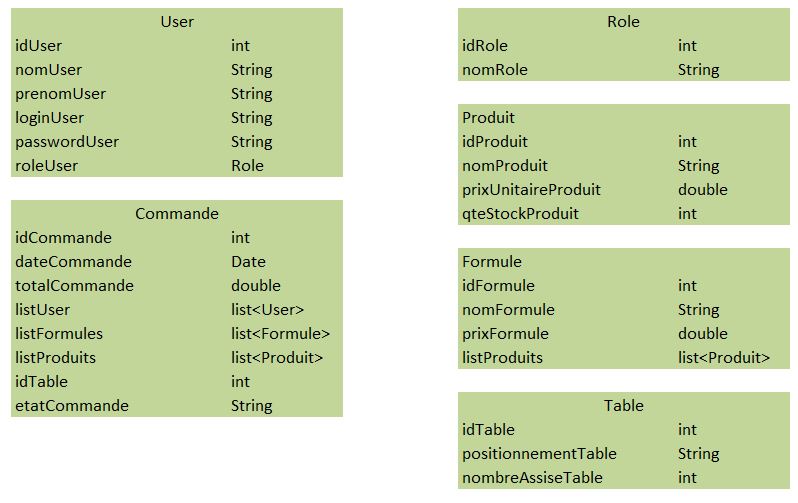 User
idUser int
nomUser String
prenomUser String
loginUser String
passwordUser String
roleUser Role
Commande
idCommande int
dateCommande Date
totalCommande double
listUser list<User>
listFormules list<Formule>
listProduits list<Produit>
idTable int
etatCommande String
Role
idRole int
nomRole String
Produit
idProduit int
nomProduit String
prixUnitaireProduit double
qteStockProduit int
Formule
idFormule int
nomFormule String
prixFormule double
listProduits list<Produit>
Table
idTable int
positionnementTable String
nombreAssiseTable int